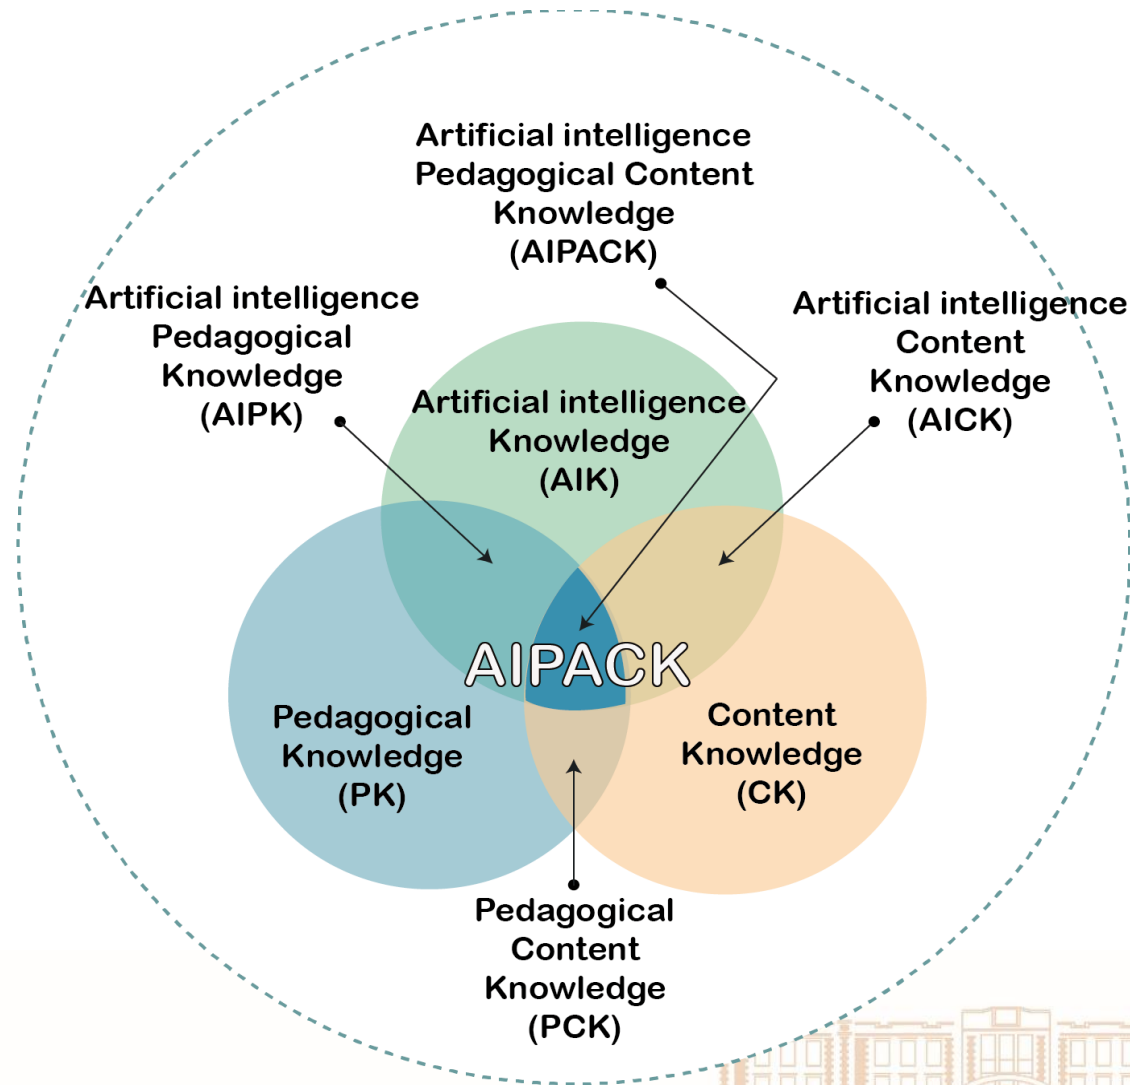 Artificial intelligence
Pedagogical Content
Knowledge
(AIPACK)
Artificial intelligence
Pedagogical
Knowledge
(AIPK)
Artificial intelligence
Content
Knowledge
(AICK)
Artificial intelligence
Knowledge
(AIK)
AIPACK
Pedagogical
Knowledge
(PK)
Content
Knowledge
(CK)
Pedagogical
Content
Knowledge
(PCK)